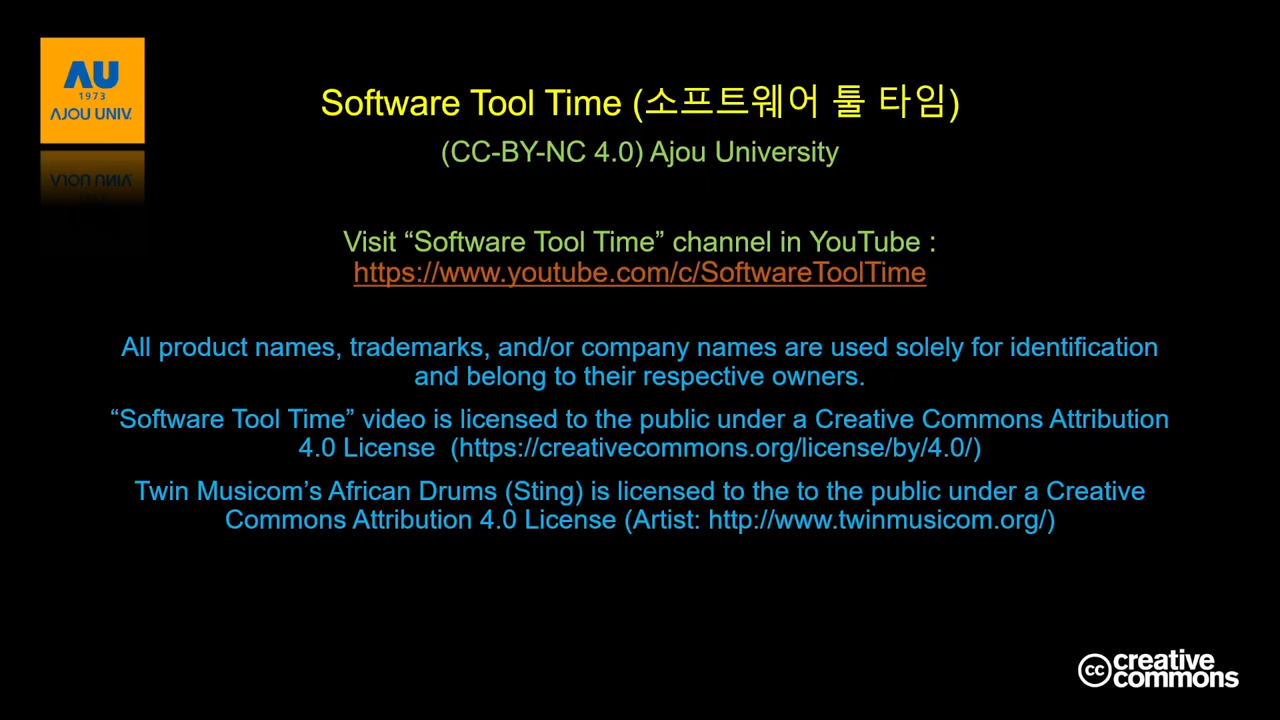 AU
1973
AJOU UNIV.
Software Tool Time (소프트웨어 툴 타임)
(CC-BY-NC 4.0) Ajou University
Visit “Software Tool Time” channel in YouTube :
https://www.youtube.com/c/SoftwareToolTime
All product names, trademarks, and/or company names are used solely for identification
and belong to their respective owners.
“Software Tool Time” video is licensed to the public under a Creative Commons Attribution
4.0 License (https://creativecommons.org/license/by/4.0/)
Twin Musicom’s African Drums (Sting) is licensed to the to the public under a Creative
Commons Attribution 4.0 License (Artist: http://www.twinmusicom.org/)
cc creative
commons